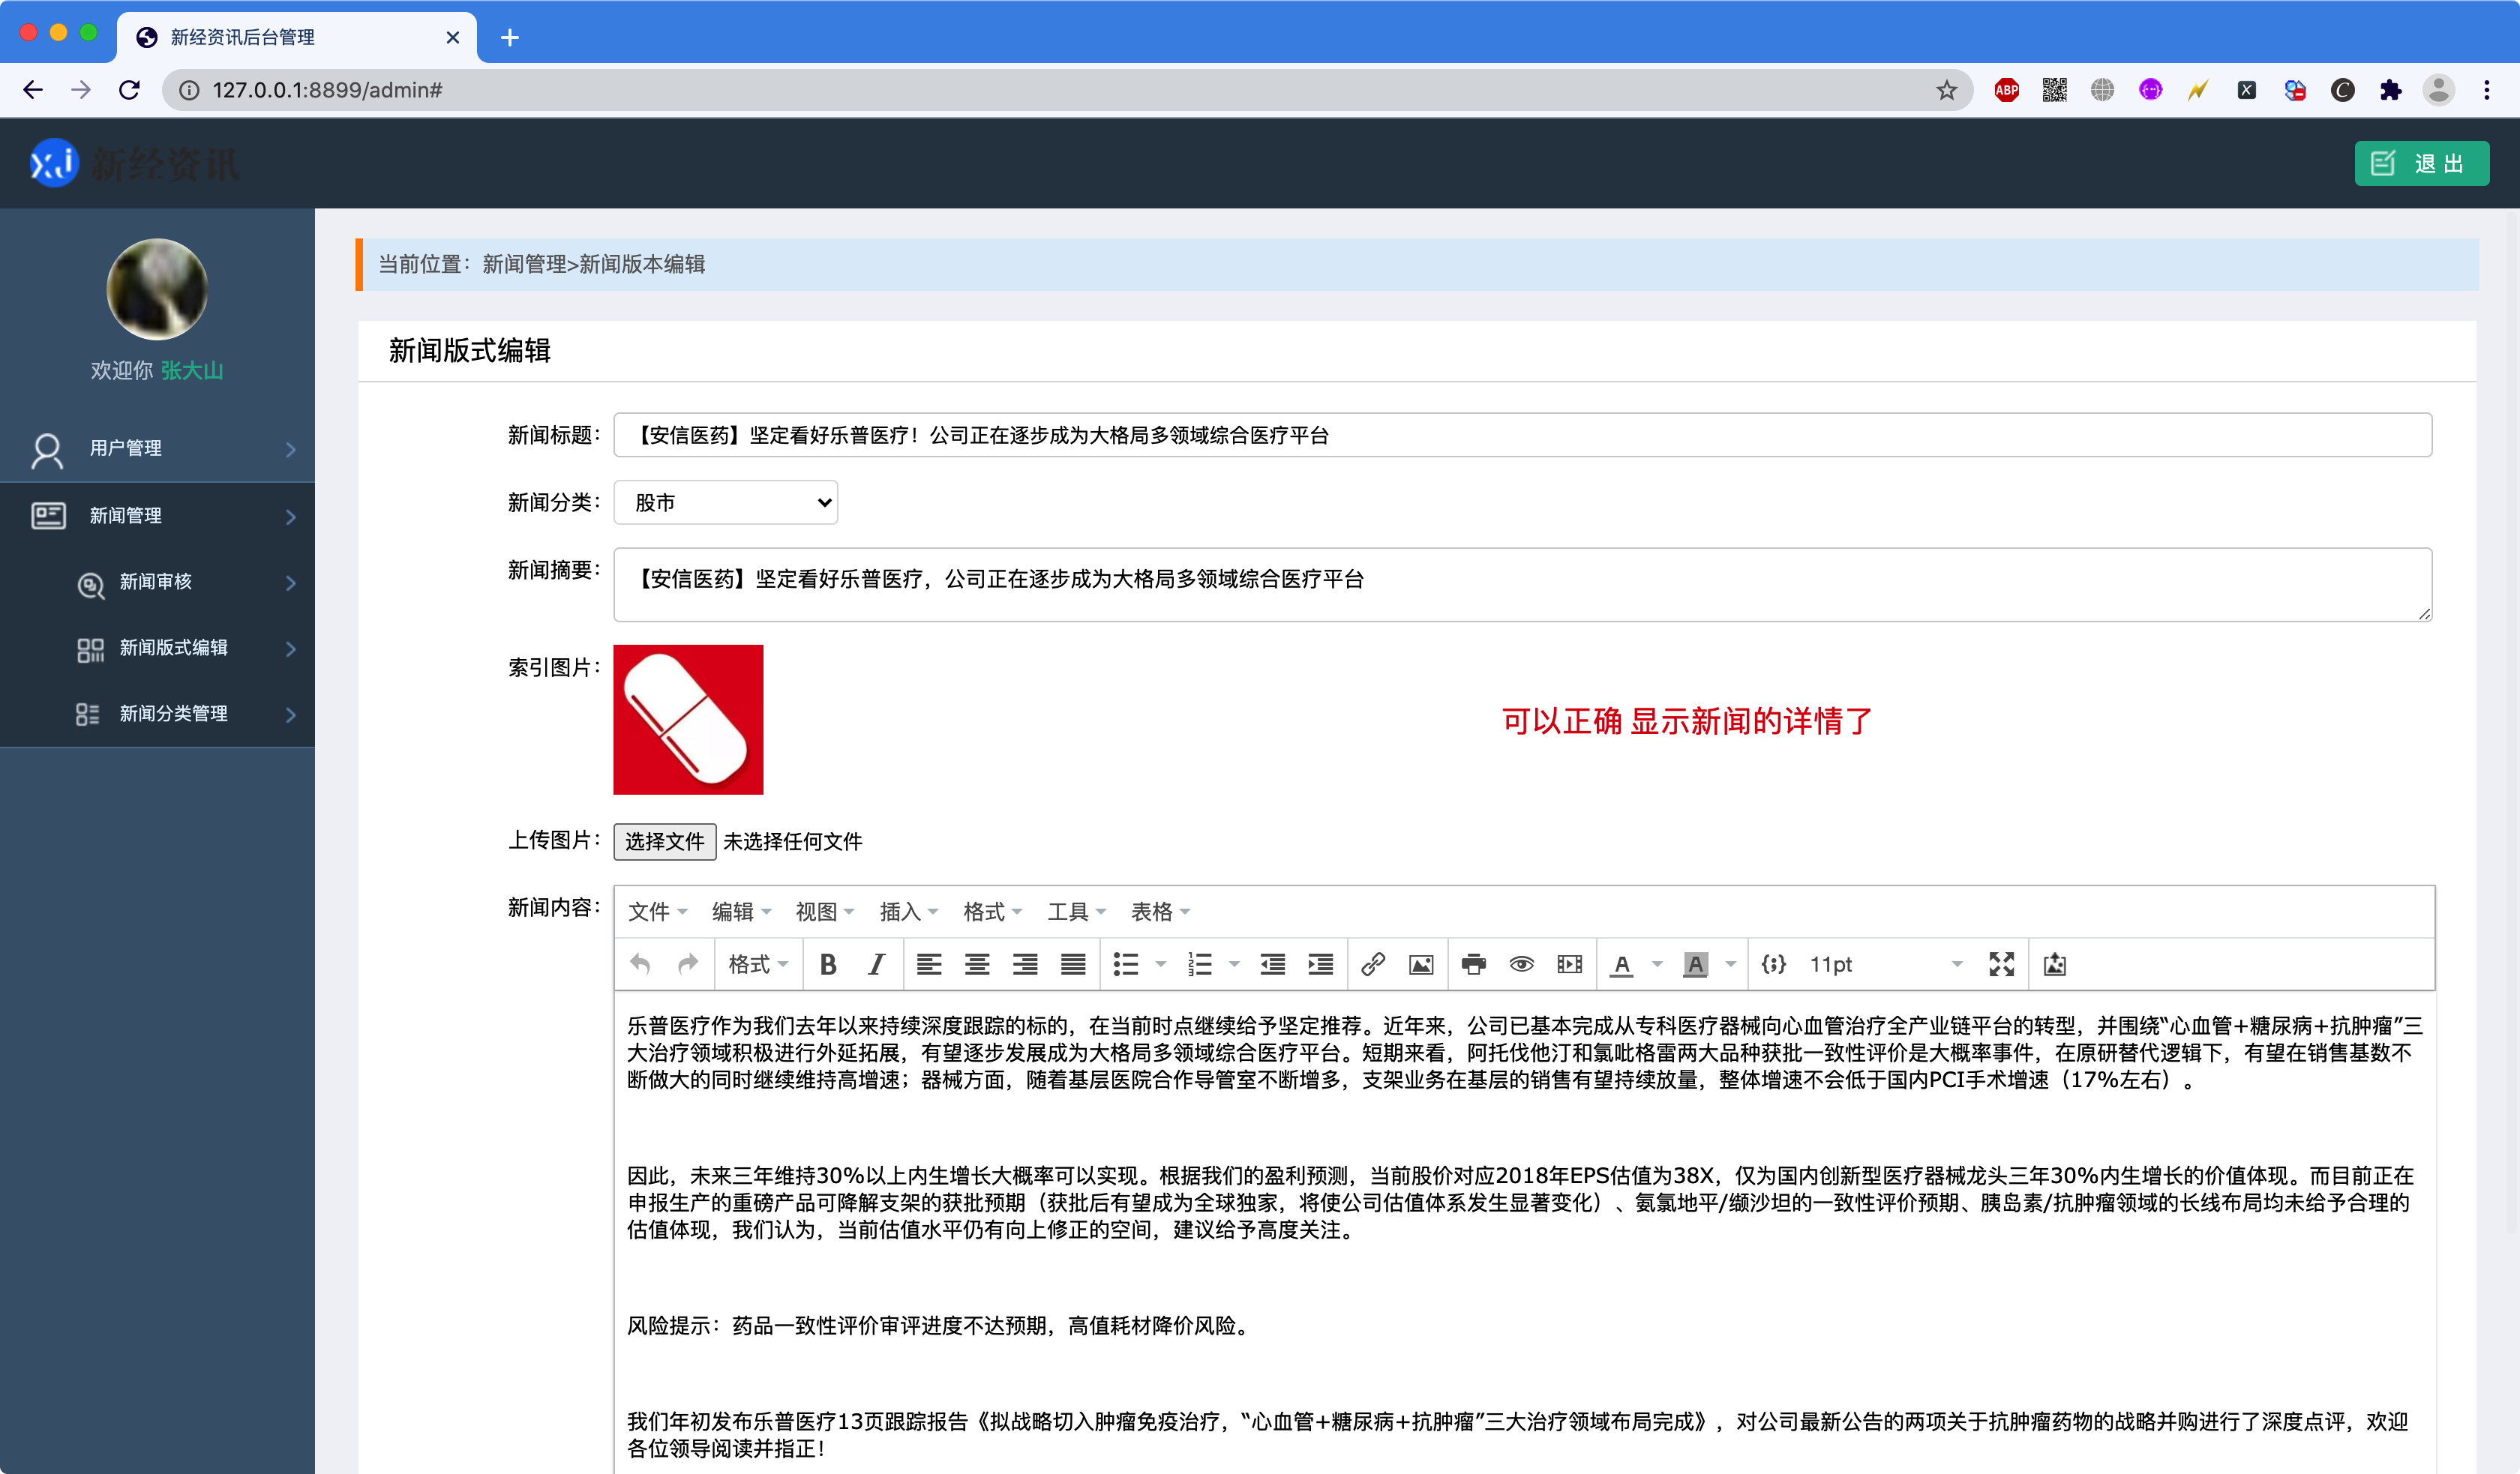 新经资讯后台管理
127.0.0.1:8899/admin#
ABP
新经资讯
退 出
当前位置：新闻管理>新闻版本编辑
欢迎你 张大山
用户管理
新闻管理
新闻审核
新闻版式编辑
新闻分类管理
新闻版式编辑
新闻标题：
【安信医药】坚定看好乐普医疗！公司正在逐步成为大格局多领域综合医疗平台
新闻分类：
股市
新闻摘要：
【安信医药】坚定看好乐普医疗，公司正在逐步成为大格局多领域综合医疗平台
索引图片：
可以正确 显示新闻的详情了
上传图片：
选择文件 未选择任何文件
新闻内容：
文件 编辑 视图 插入 格式 工具 表格
格式 B I A A {;} 11pt
乐普医疗作为我们去年以来持续深度跟踪的标的，在当前时点继续给予坚定推荐。近年来，公司已基本完成从专科医疗器械向心血管治疗全产业链平台的转型，并围绕“心血管+糖尿病+抗肿瘤”三
大治疗领域积极进行外延拓展，有望逐步发展成为大格局多领域综合医疗平台。短期来看，阿托伐他汀和氯吡格雷两大品种获批一致性评价是大概率事件，在原研替代逻辑下，有望在销售基数不
断做大的同时继续维持高增速；器械方面，随着基层医院合作导管室不断增多，支架业务在基层的销售有望持续放量，整体增速不会低于国内PCI手术增速（17%左右）。
因此，未来三年维持30%以上内生增长大概率可以实现。根据我们的盈利预测，当前股价对应2018年EPS估值为38X，仅为国内创新型医疗器械龙头三年30%内生增长的价值体现。而目前正在
申报生产的重磅产品可降解支架的获批预期（获批后有望成为全球独家，将使公司估值体系发生显著变化）、氨氯地平/缬沙坦的一致性评价预期、胰岛素/抗肿瘤领域的长线布局均未给予合理的
估值体现，我们认为，当前估值水平仍有向上修正的空间，建议给予高度关注。
风险提示：药品一致性评价审评进度不达预期，高值耗材降价风险。
我们年初发布乐普医疗13页跟踪报告《拟战略切入肿瘤免疫治疗，“心血管+糖尿病+抗肿瘤”三大治疗领域布局完成》，对公司最新公告的两项关于抗肿瘤药物的战略并购进行了深度点评，欢迎
各位领导阅读并指正！